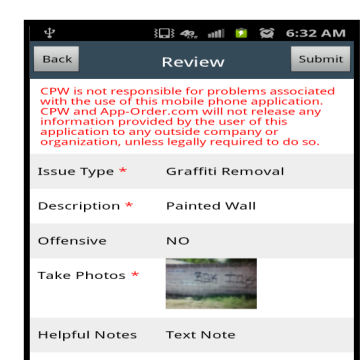 6:32 AM
Back
Review
Submit
CPW is not responsible for problems associated
with the use of this mobile phone application.
CPW and App-Order.com will not release any
information provided by the user of this
application to any outside company or
organization, unless legally required to do so.
Issue Type *
Graffiti Removal
Description *
Painted Wall
Offensive
NO
Take Photos *
Helpful Notes
Text Note